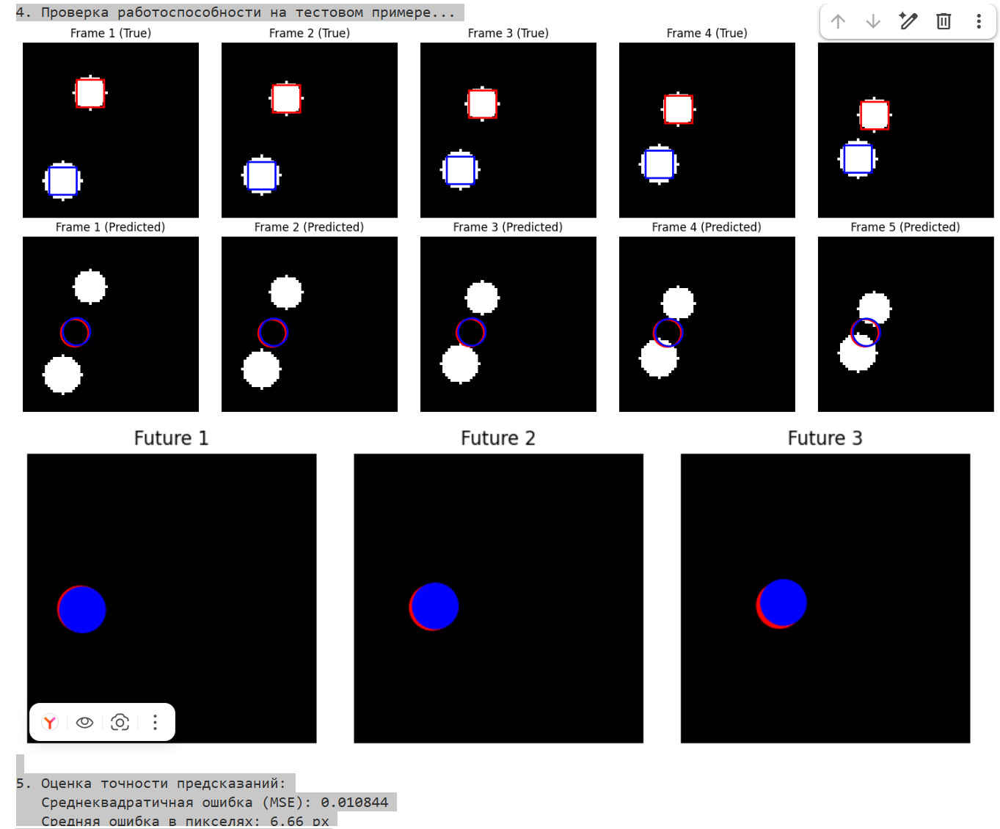 4. Проверка работоспособности на тестовом примере...
Frame 1 (True) Frame 2 (True) Frame 3 (True) Frame 4 (True)
Frame 1 (Predicted) Frame 2 (Predicted) Frame 3 (Predicted) Frame 4 (Predicted) Frame 5 (Predicted)
Future 1 Future 2 Future 3
5. Оценка точности предсказаний:
Среднеквадратичная ошибка (MSE): 0.010844
Средняя ошибка в пикселях: 6.66 px